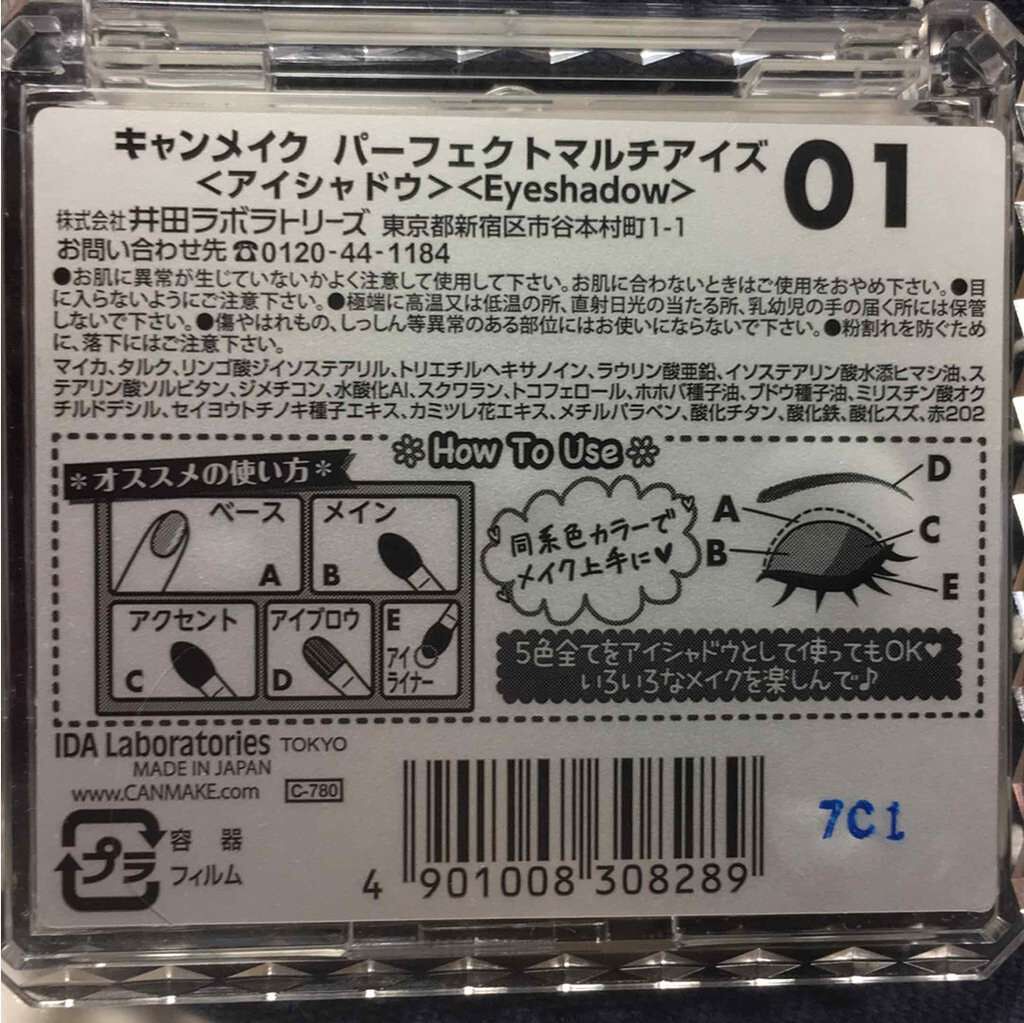 キャンメイク パーフェクトマルチアイズ 01
<アイシャドウ><Eyeshadow>
株式会社 井田ラボラトリーズ 東京都新宿区市谷本村町1-1
お問い合わせ先☎0120-44-1184
●お肌に異常が生じていないかよく注意して使用して下さい。お肌に合わないときはご使用をおやめ下さい。●目
に入らないようにご注意下さい。●極端に高温又は低温の所、直射日光の当たる所、乳幼児の手の届く所には保管
しないで下さい。●傷やはれもの、しっしん等異常のある部位にはお使いにならないで下さい。●粉割れを防ぐため
に、落下にはご注意下さい。
マイカ、タルク、リンゴ酸ジイソステアリル、トリエチルヘキサノイン、ラウリン酸亜鉛、イソステアリン酸水添ヒマシ油、ス
テアリン酸ソルビタン、ジメチコン、水酸化Al、スクワラン、トコフェロール、ホホバ種子油、ブドウ種子油、ミリスチン酸オク
チルドデシル、セイヨウトチノキ種子エキス、カミツレ花エキス、メチルパラベン、酸化チタン、酸化鉄、酸化スズ、赤202
How To Use
*オススメの使い方*
ベース
A
メイン
B
アクセント
C
アイブロウ
D
E
アイ
ライナー
同系色カラーで
メイク上手に♥
A
B
D
C
E
5色全てをアイシャドウとして使ってもOK♥
いろいろなメイクを楽しんで♪
IDA Laboratories TOKYO
MADE IN JAPAN
www.CANMAKE.com C-780
プラ
容器
フィルム
4 901008 308289
7C1